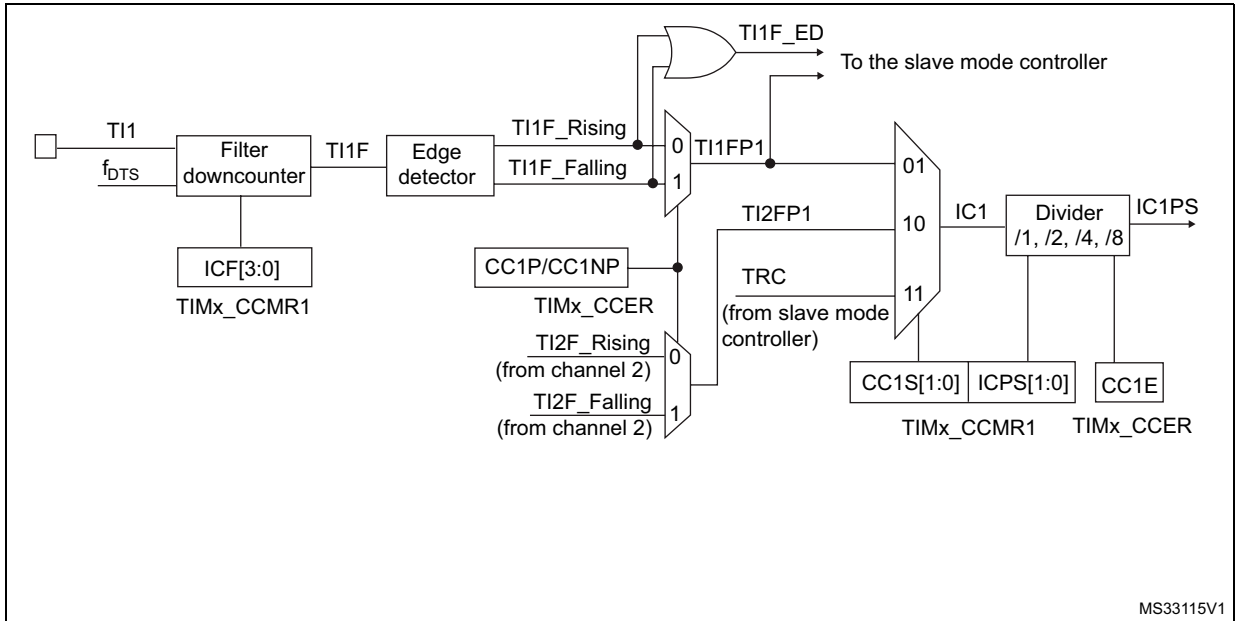 TI1F_ED
To the slave mode controller
TI1
f_DTS
Filter
downcounter
TI1F
Edge
detector
TI1F_Rising
TI1F_Falling
0
1
TI1FP1
01
TI2FP1
10
IC1
Divider
/1, /2, /4, /8
IC1PS
ICF[3:0]
TIMx_CCMR1
CC1P/CC1NP
TIMx_CCER
TRC
11
(from slave mode
controller)
TI2F_Rising
0
(from channel 2)
TI2F_Falling
1
(from channel 2)
CC1S[1:0]
ICPS[1:0]
CC1E
TIMx_CCMR1
TIMx_CCER
MS33115V1